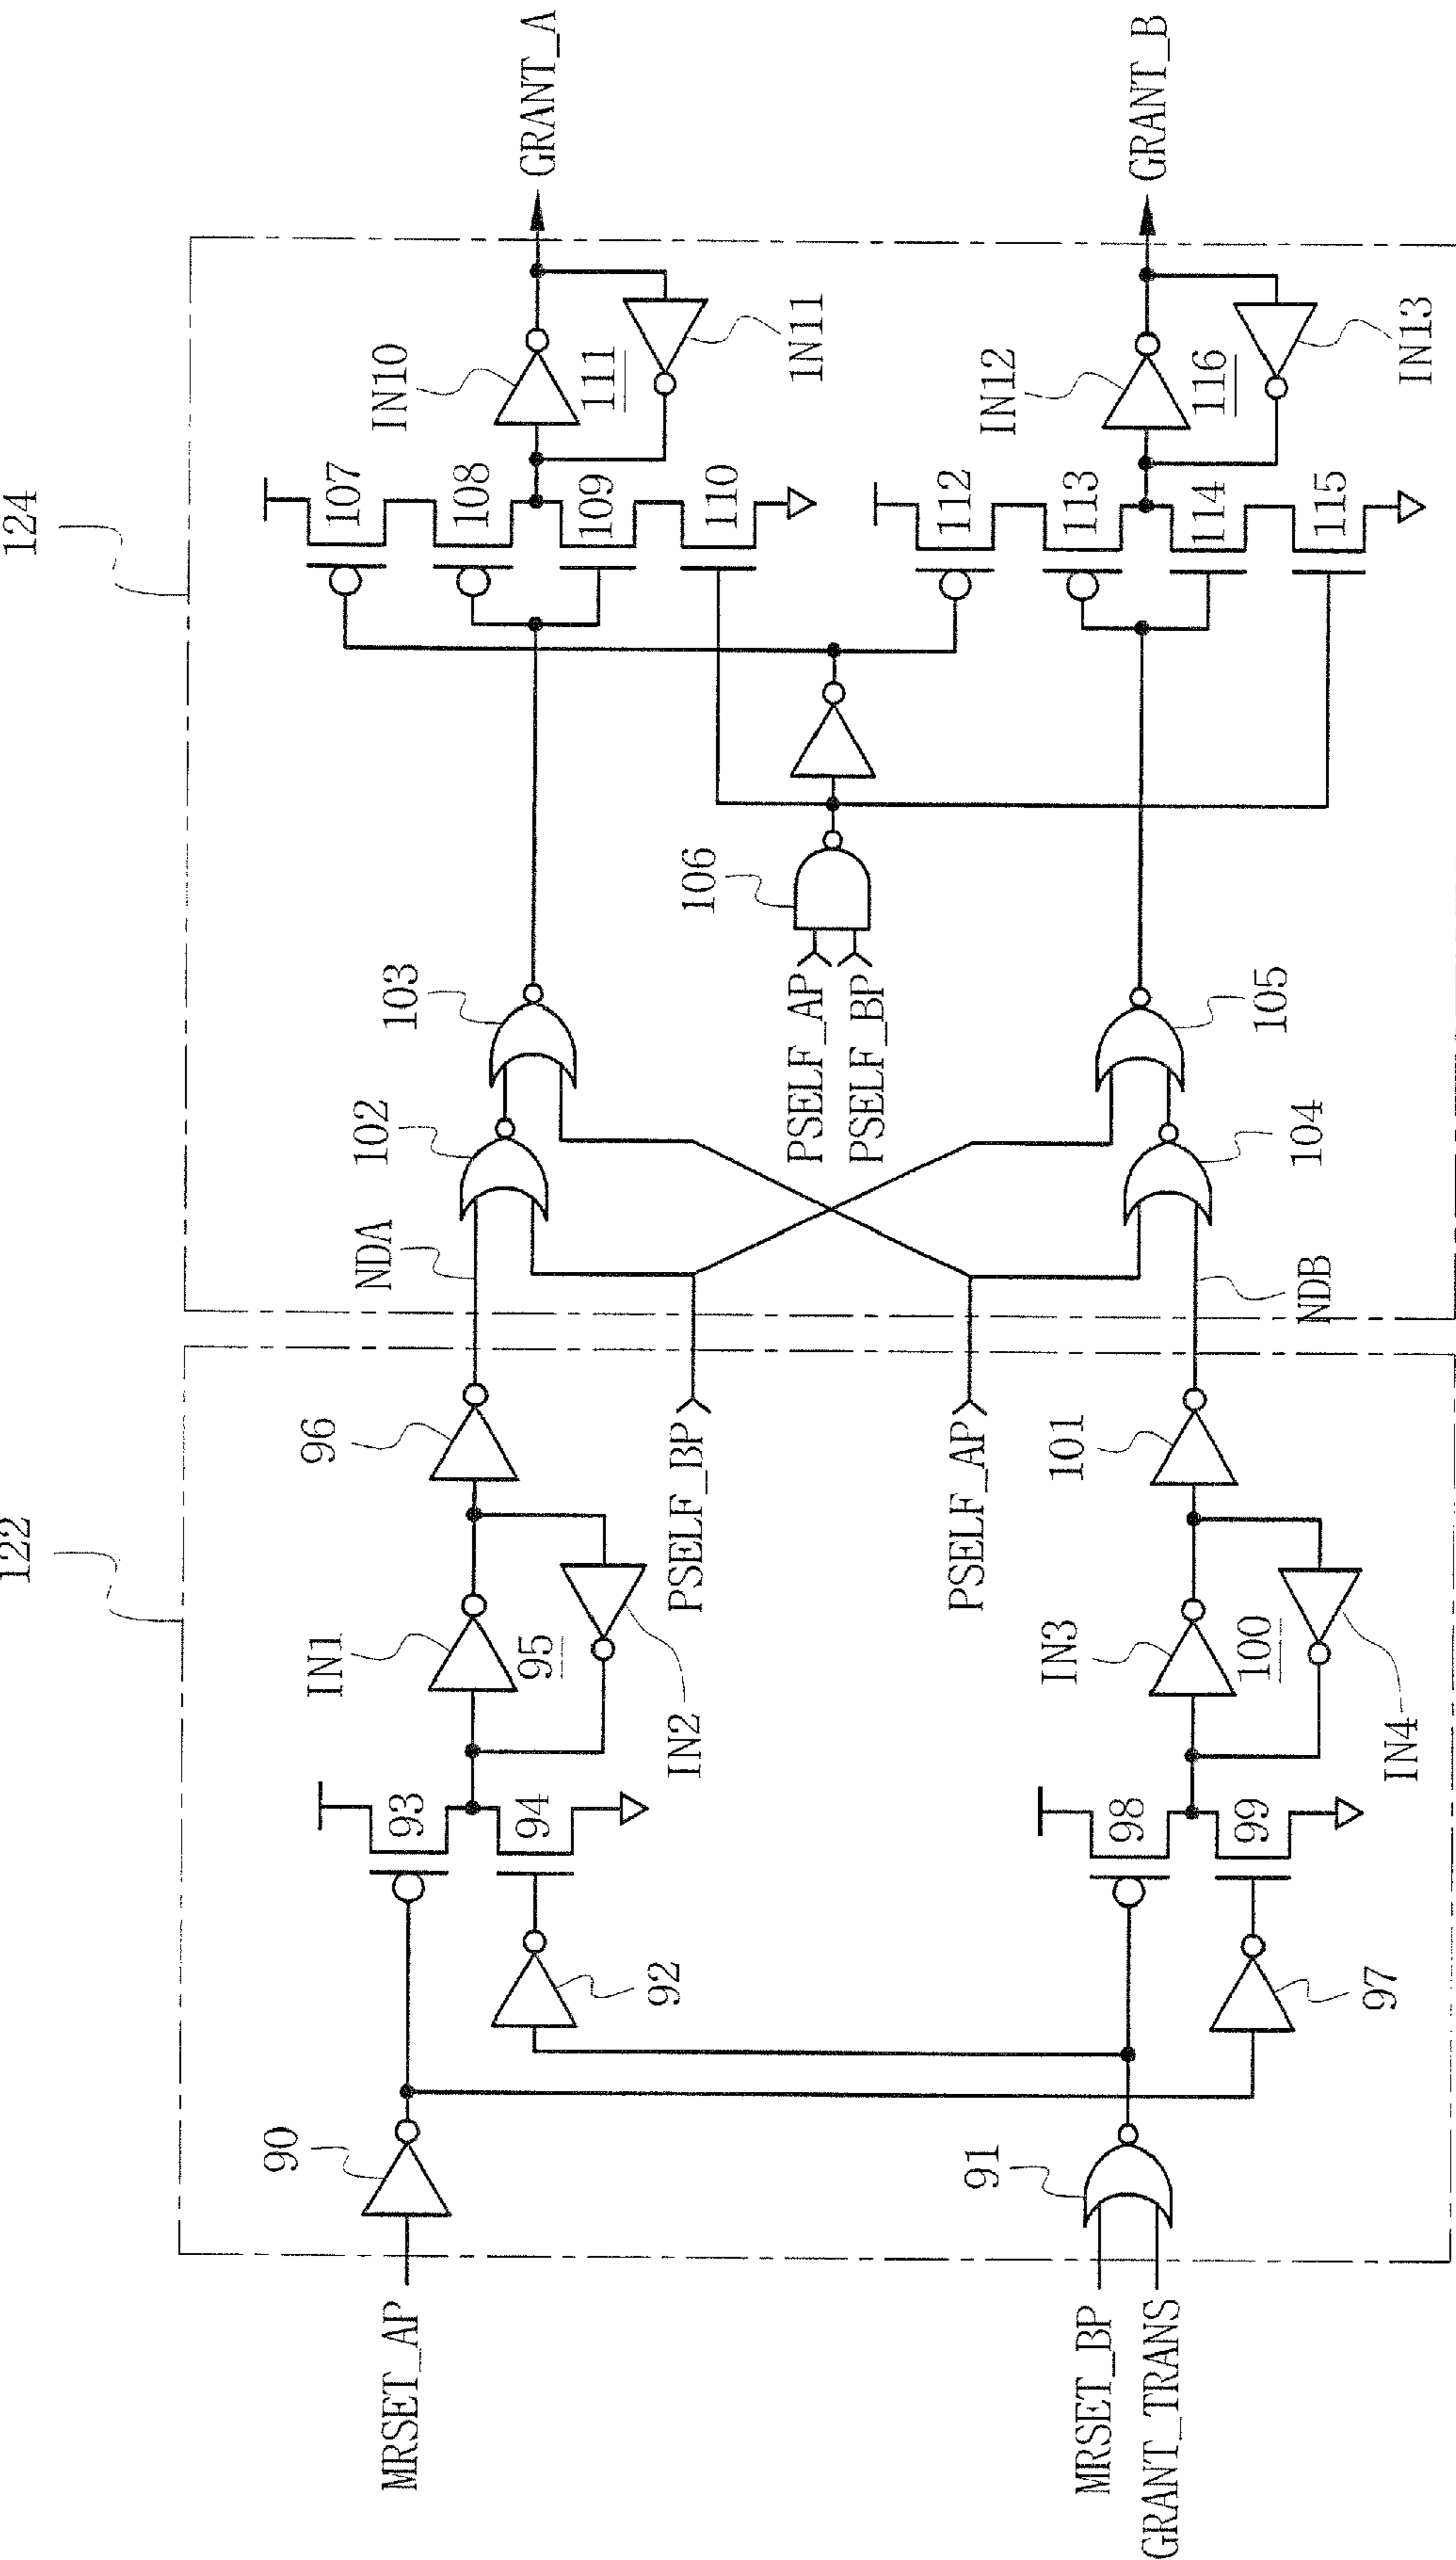 122
124
MRSET_AP
90
92
93
94
IN1
95
IN2
96
NDA
102
103
107
108
109
110
IN10
111
1N11
GRANT_A
PSELF_BP
PSELF_AP
PSELF_AP
PSELF_BP
106
MRSET_BP
GRANT_TRANS
91
97
98
99
IN3
100
IN4
101
NDB
104
105
112
113
114
115
IN12
116
IN13
GRANT_B